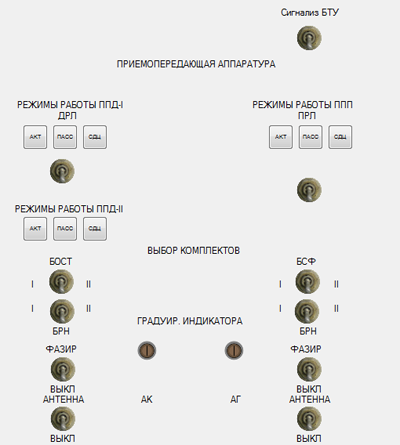 Сигнализ БТУ
ПРИЕМОПЕРЕДАЮЩАЯ АППАРАТУРА
РЕЖИМЫ РАБОТЫ ППД-I РЕЖИМЫ РАБОТЫ ППП
ДРЛ ПРЛ
АКТ ПАСС СДЦ АКТ ПАСС СДЦ
РЕЖИМЫ РАБОТЫ ППД-II
АКТ ПАСС СДЦ
ВЫБОР КОМПЛЕКТОВ
БОСТ БСФ
I II I II
I II I II
БРН БРН
ГРАДУИР. ИНДИКАТОРА
ФАЗИР ФАЗИР
ВЫКЛ ВЫКЛ
АНТЕННА АК АГ АНТЕННА
ВЫКЛ ВЫКЛ